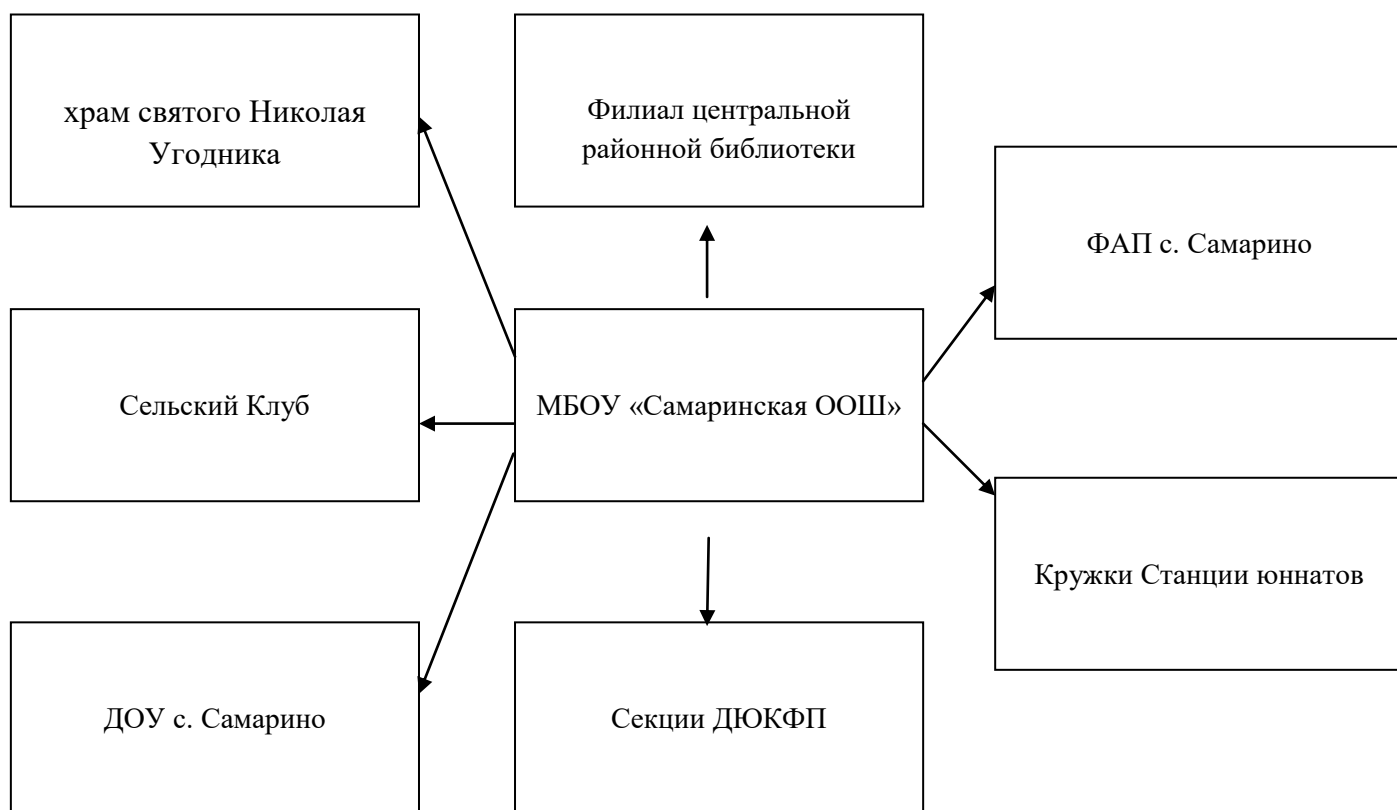 храм святого Николая
Угодника
Филиал центральной
районной библиотеки
ФАП с. Самарино
Сельский Клуб
МБОУ «Самаринская ООШ»
Кружки Станции юннатов
ДОУ с. Самарино
Секции ДЮКФП